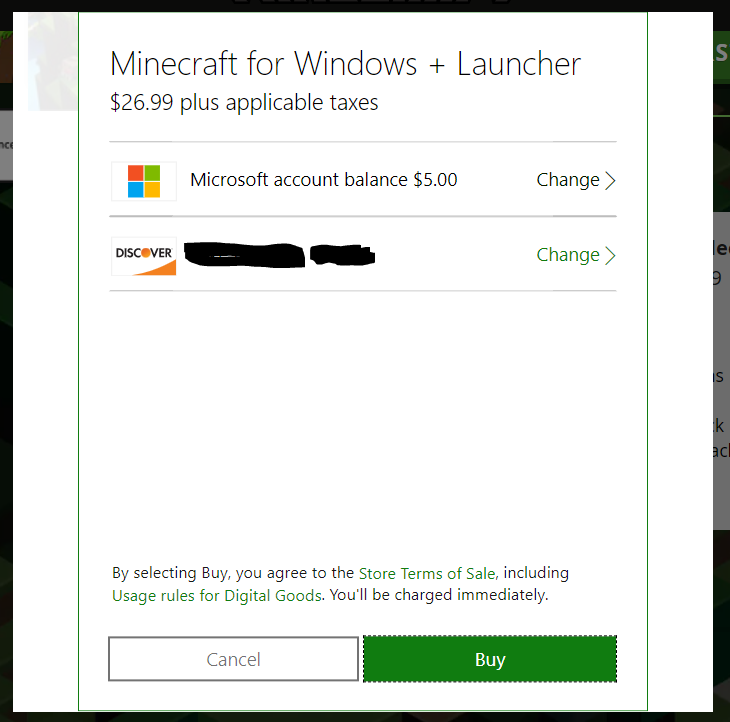 Minecraft for Windows + Launcher
$26.99 plus applicable taxes
Microsoft account balance $5.00 Change
DISCOVER Change
By selecting Buy, you agree to the Store Terms of Sale, including
Usage rules for Digital Goods. You'll be charged immediately.
Cancel Buy